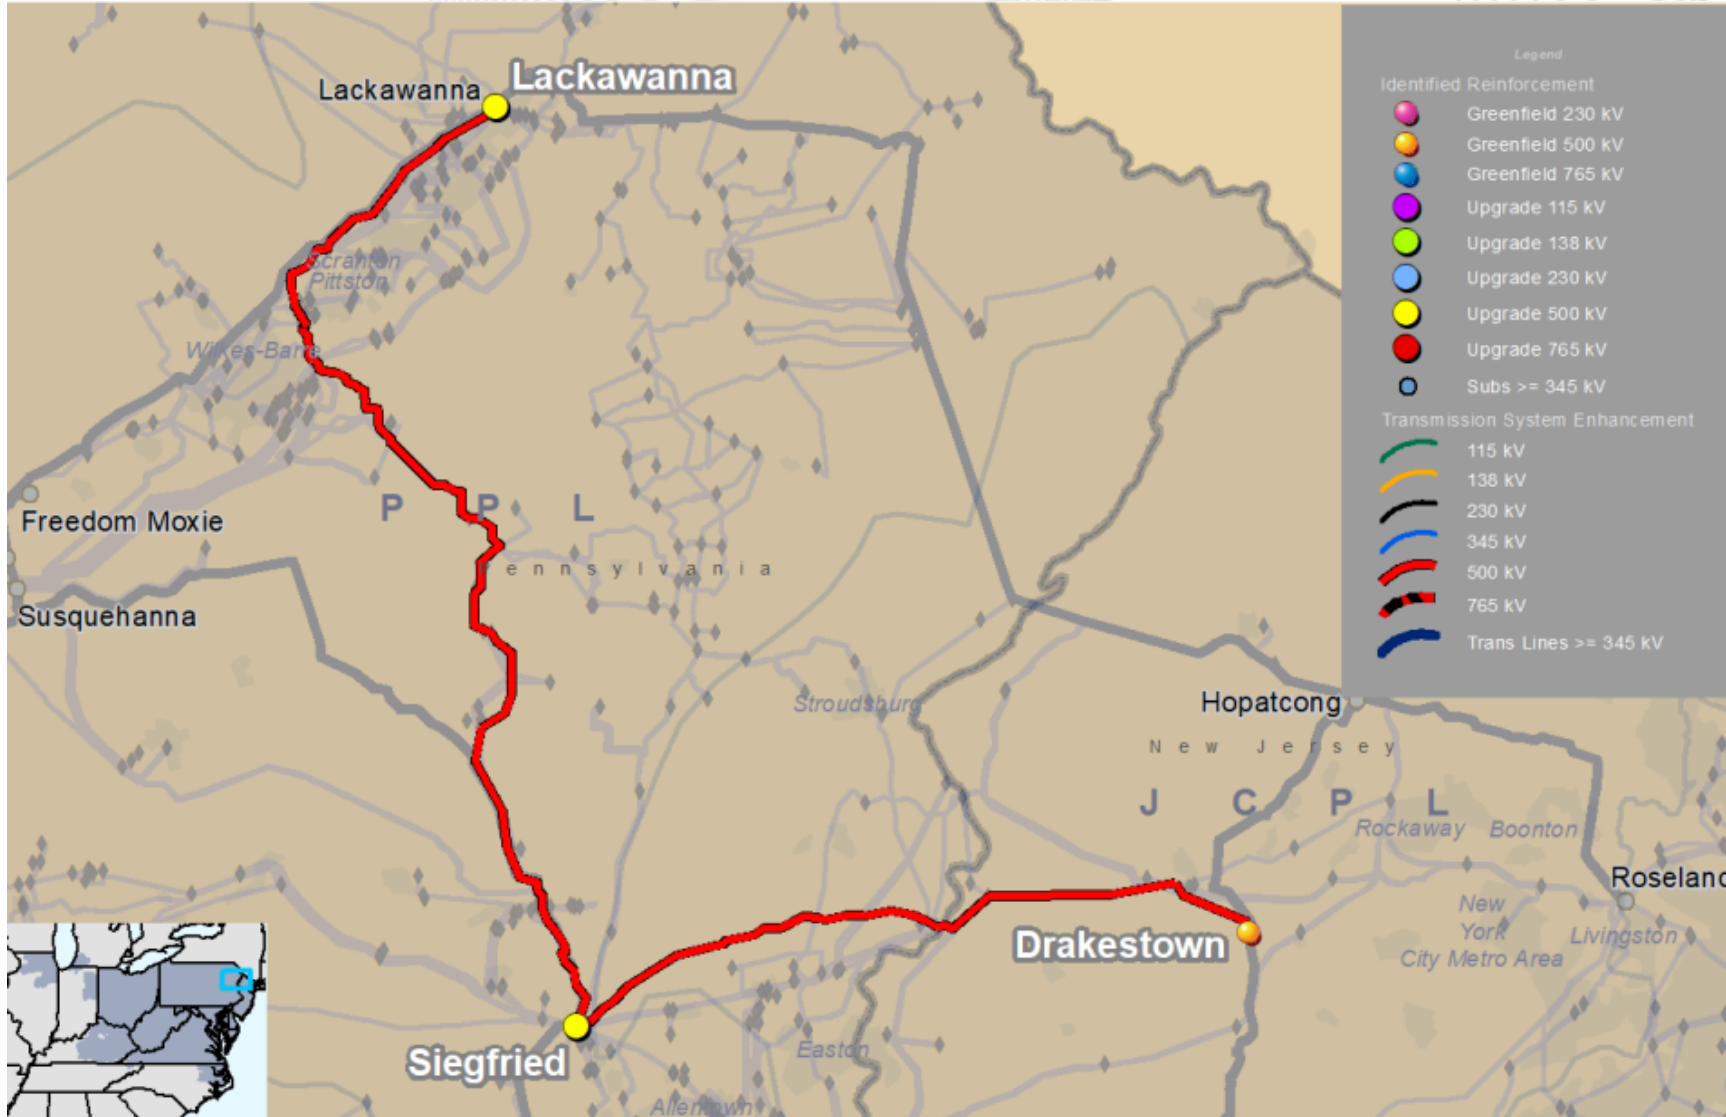 Lackawanna
Lackawanna
Scranton
Pittston
Wilkes-Barre
Freedom Moxie
P P L
Pennsylvania
Susquehanna
Stroudsburg
Hopatcong
New Jersey
J C P L
Rockaway
Boonton
Roseland
New
York
City Metro Area
Livingston
Drakestown
Siegfried
Easton
Allentown
Legend
Identified Reinforcement
Greenfield 230 kV
Greenfield 500 kV
Greenfield 765 kV
Upgrade 115 kV
Upgrade 138 kV
Upgrade 230 kV
Upgrade 500 kV
Upgrade 765 kV
Subs >= 345 kV
Transmission System Enhancement
115 kV
138 kV
230 kV
345 kV
500 kV
765 kV
Trans Lines >= 345 kV